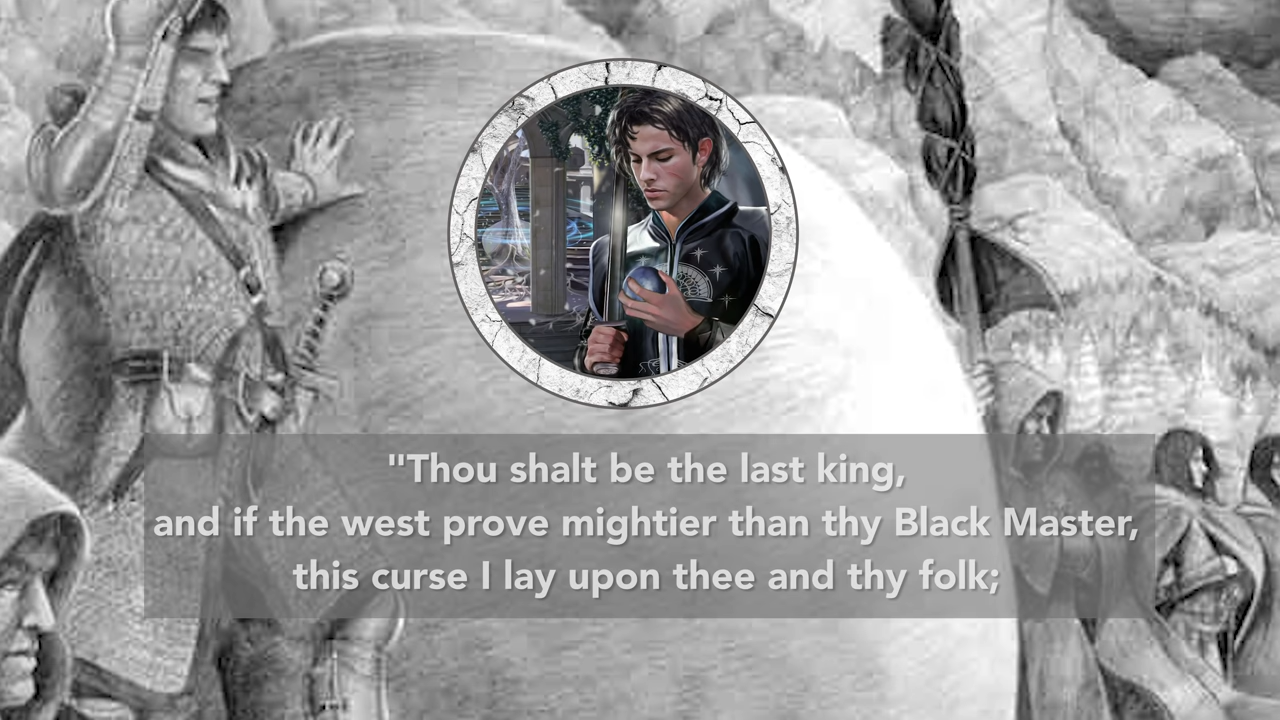 "Thou shalt be the last king,
and if the west prove mightier than thy Black Master,
this curse I lay upon thee and thy folk;